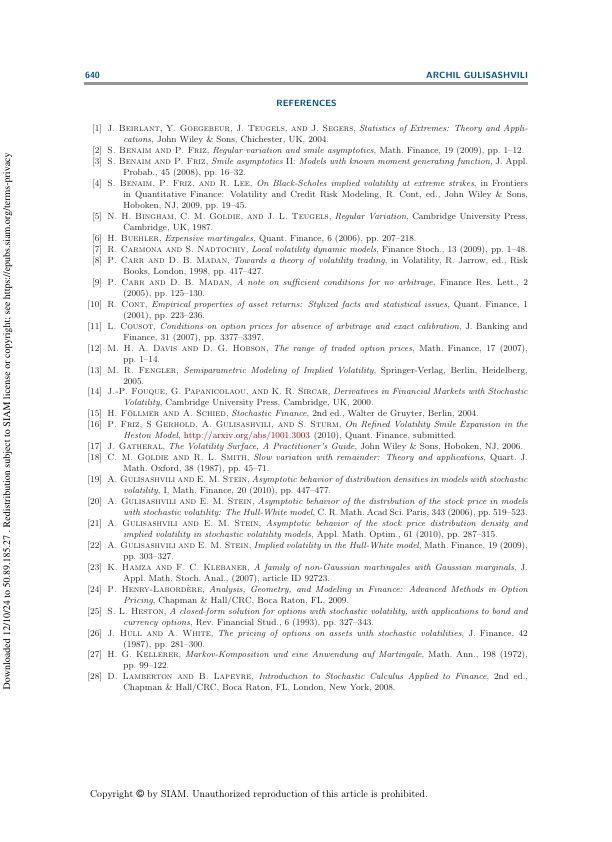 640
ARCHIL GULISASHVILI
REFERENCES
[1] J. Beirlant, Y. Goegebeur, J. Teugels, and J. Segers, Statistics of Extremes: Theory and Appli-
cations, John Wiley & Sons, Chichester, UK, 2004.
[2] S. Benaim and P. Friz, Regular variation and smile asymptotics, Math. Finance, 19 (2009), pp. 1–12.
[3] S. Benaim and P. Friz, Smile asymptotics II: Models with known moment generating function, J. Appl.
Probab., 45 (2008), pp. 16–32.
[4] S. Benaim, P. Friz, and R. Lee, On Black-Scholes implied volatility at extreme strikes, in Frontiers
in Quantitative Finance: Volatility and Credit Risk Modeling, R. Cont, ed., John Wiley & Sons,
Hoboken, NJ, 2009, pp. 19–45.
[5] N. H. Bingham, C. M. Goldie, and J. L. Teugels, Regular Variation, Cambridge University Press,
Cambridge, UK, 1987.
[6] H. Buehler, Expensive martingales, Quant. Finance, 6 (2006), pp. 207–218.
[7] R. Carmona and S. Nadtochiy, Local volatility dynamic models, Finance Stoch., 13 (2009), pp. 1–48.
[8] P. Carr and D. B. Madan, Towards a theory of volatility trading, in Volatility, R. Jarrow, ed., Risk
Books, London, 1998, pp. 417–427.
[9] P. Carr and D. B. Madan, A note on sufficient conditions for no arbitrage, Finance Res. Lett., 2
(2005), pp. 125–130.
[10] R. Cont, Empirical properties of asset returns: Stylized facts and statistical issues, Quant. Finance, 1
(2001), pp. 223–236.
[11] L. Cousot, Conditions on option prices for absence of arbitrage and exact calibration, J. Banking and
Finance, 31 (2007), pp. 3377–3397.
[12] M. H. A. Davis and D. G. Hobson, The range of traded option prices, Math. Finance, 17 (2007),
pp. 1–14.
[13] M. R. Fengler, Semiparametric Modeling of Implied Volatility, Springer-Verlag, Berlin, Heidelberg,
2005.
[14] J.-P. Fouque, G. Papanicolaou, and K. R. Sircar, Derivatives in Financial Markets with Stochastic
Volatility, Cambridge University Press, Cambridge, UK, 2000.
[15] H. Föllmer and A. Schied, Stochastic Finance, 2nd ed., Walter de Gruyter, Berlin, 2004.
[16] P. Friz, S Gerhold, A. Gulisashvili, and S. Sturm, On Refined Volatility Smile Expansion in the
Heston Model, http://arxiv.org/abs/1001.3003 (2010), Quant. Finance, submitted.
[17] J. Gatheral, The Volatility Surface, A Practitioner's Guide, John Wiley & Sons, Hoboken, NJ, 2006.
[18] C. M. Goldie and R. L. Smith, Slow variation with remainder: Theory and applications, Quart. J.
Math. Oxford, 38 (1987), pp. 45–71.
[19] A. Gulisashvili and E. M. Stein, Asymptotic behavior of distribution densities in models with stochastic
volatility, I, Math. Finance, 20 (2010), pp. 447–477.
[20] A. Gulisashvili and E. M. Stein, Asymptotic behavior of the distribution of the stock price in models
with stochastic volatility: The Hull-White model, C. R. Math. Acad Sci. Paris, 343 (2006), pp. 519–523.
[21] A. Gulisashvili and E. M. Stein, Asymptotic behavior of the stock price distribution density and
implied volatility in stochastic volatility models, Appl. Math. Optim., 61 (2010), pp. 287–315.
[22] A. Gulisashvili and E. M. Stein, Implied volatility in the Hull-White model, Math. Finance, 19 (2009),
pp. 303–327.
[23] K. Hamza and F. C. Klebaner, A family of non-Gaussian martingales with Gaussian marginals, J.
Appl. Math. Stoch. Anal., (2007), article ID 92723.
[24] P. Henry-Labordère, Analysis, Geometry, and Modeling in Finance: Advanced Methods in Option
Pricing, Chapman & Hall/CRC, Boca Raton, FL, 2009.
[25] S. L. Heston, A closed-form solution for options with stochastic volatility, with applications to bond and
currency options, Rev. Financial Stud., 6 (1993), pp. 327–343.
[26] J. Hull and A. White, The pricing of options on assets with stochastic volatilities, J. Finance, 42
(1987), pp. 281–300.
[27] H. G. Kellerer, Markov-Komposition und eine Anwendung auf Martingale, Math. Ann., 198 (1972),
pp. 99–122.
[28] D. Lamberton and B. Lapeyre, Introduction to Stochastic Calculus Applied to Finance, 2nd ed.,
Chapman & Hall/CRC, Boca Raton, FL, London, New York, 2008.
Copyright © by SIAM. Unauthorized reproduction of this article is prohibited.
Downloaded 12/10/24 to 50.89.185.27 . Redistribution subject to SIAM license or copyright; see https://epubs.siam.org/terms-privacy